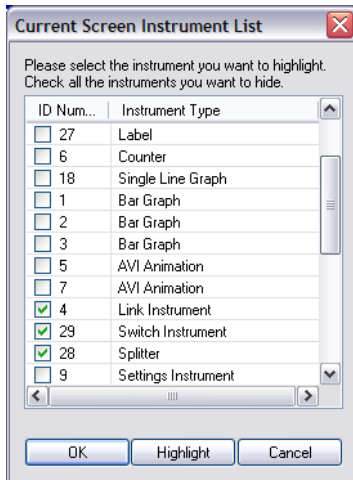 Current Screen Instrument List
Please select the instrument you want to highlight.
Check all the instruments you want to hide.
ID Num... Instrument Type
27 Label
6 Counter
18 Single Line Graph
1 Bar Graph
2 Bar Graph
3 Bar Graph
5 AVI Animation
7 AVI Animation
4 Link Instrument
29 Switch Instrument
28 Splitter
9 Settings Instrument
OK Highlight Cancel